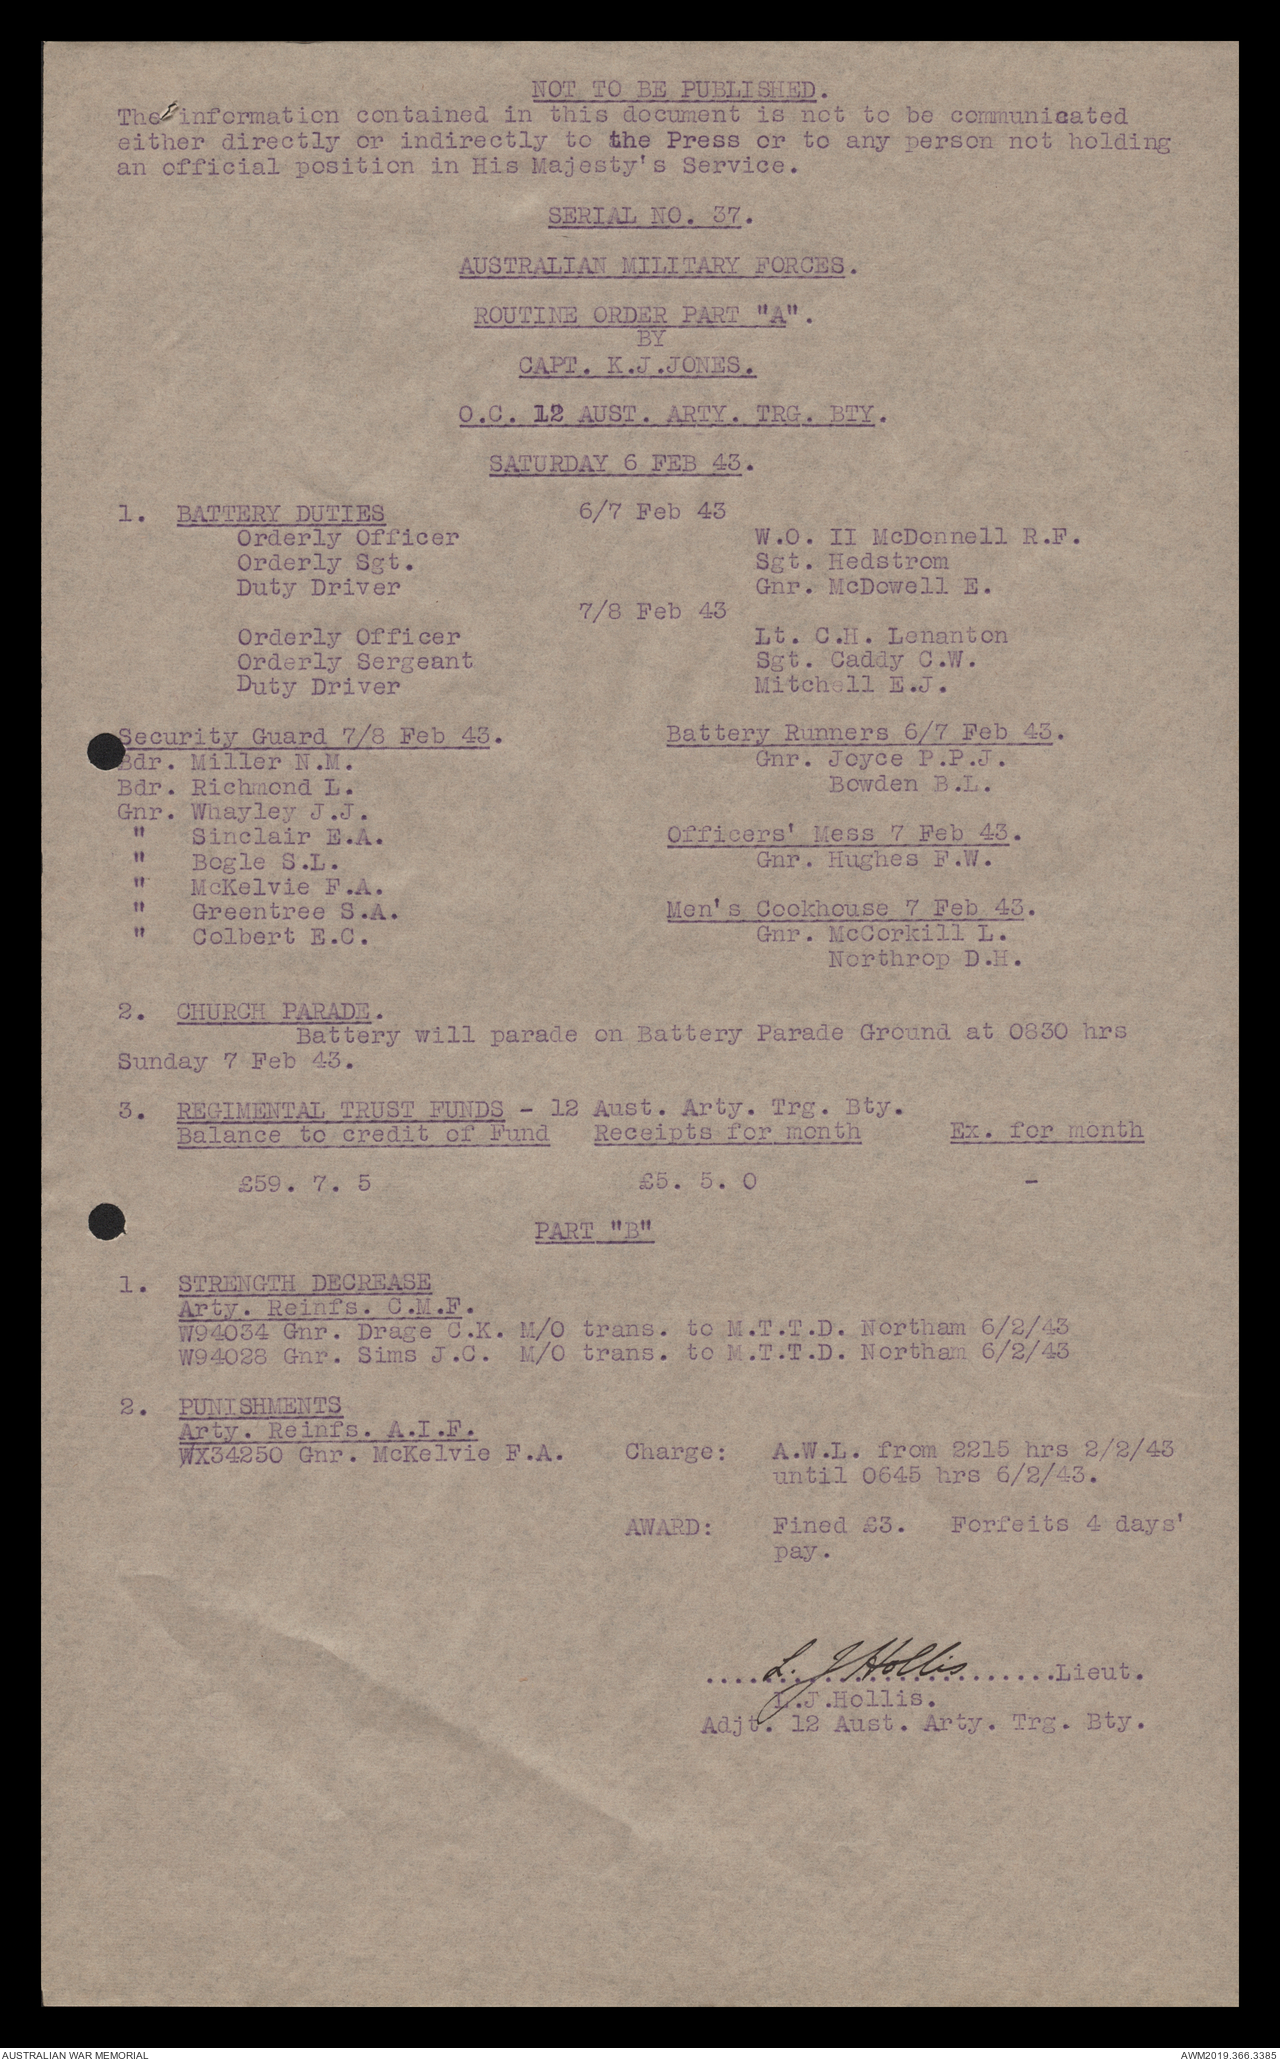 NOT TO BE PUBLISHED.
The information contained in this document is not to be communicated
either directly or indirectly to the Press or to any person not holding
an official position in His Majesty's Service.
SERIAL NO. 37.
AUSTRALIAN MILITARY FORCES.
ROUTINE ORDER PART "A".
BY
CAPT. K.J.JONES.
O.C. 12 AUST. ARTY. TRG. BTY.
SATURDAY 6 FEB 43.
1. BATTERY DUTIES 6/7 Feb 43
Orderly Officer W.O. II McDonnell R.F.
Orderly Sgt. Sgt. Hedstrom
Duty Driver Gnr. McDowell E.
7/8 Feb 43
Orderly Officer Lt. C.H. Lenanton
Orderly Sergeant Sgt. Caddy C.W.
Duty Driver Mitchell E.J.
Security Guard 7/8 Feb 43.
Bdr. Miller N.M.
Bdr. Richmond L.
Gnr. Whayley J.J.
" Sinclair E.A.
" Bogle S.L.
" McKelvie F.A.
" Greentree S.A.
" Colbert E.C.
Battery Runners 6/7 Feb 43.
Gnr. Joyce P.P.J.
Bowden B.L.
Officers' Mess 7 Feb 43.
Gnr. Hughes F.W.
Men's Cookhouse 7 Feb 43.
Gnr. McCorkill L.
Northrop D.H.
2. CHURCH PARADE.
Battery will parade on Battery Parade Ground at 0830 hrs
Sunday 7 Feb 43.
3. REGIMENTAL TRUST FUNDS - 12 Aust. Arty. Trg. Bty.
Balance to credit of Fund Receipts for month Ex. for month
£59. 7. 5 £5. 5. 0 -
PART "B"
1. STRENGTH DECREASE
Arty. Reinfs. C.M.F.
W94034 Gnr. Drage C.K. M/O trans. to M.T.T.D. Northam 6/2/43
W94028 Gnr. Sims J.C. M/O trans. to M.T.T.D. Northam 6/2/43
2. PUNISHMENTS
Arty. Reinfs. A.I.F.
WX34250 Gnr. McKelvie F.A. Charge: A.W.L. from 2215 hrs 2/2/43
until 0645 hrs 6/2/43.
AWARD: Fined £3. Forfeits 4 days'
pay.
L. J Hollis
........................Lieut.
L.J.Hollis.
Adjt. 12 Aust. Arty. Trg. Bty.
AUSTRALIAN WAR MEMORIAL AWM2019.366.3385